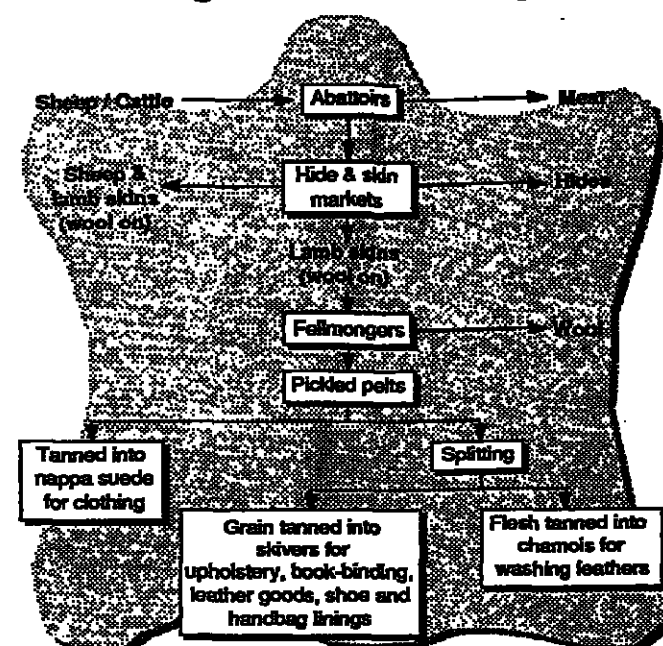 Sheep / Cattle
Abattoirs
Meat
Sheep &
lamb skins
(wool on)
Hide & skin
markets
Hides
Lamb skins
(wool on)
Fellmongers
Wool
Pickled pelts
Tanned into
nappa suede
for clothing
Splitting
Grain tanned into
skivers for
upholstery, book-binding,
leather goods, shoe and
handbag linings
Flesh tanned into
chamois for
washing feathers